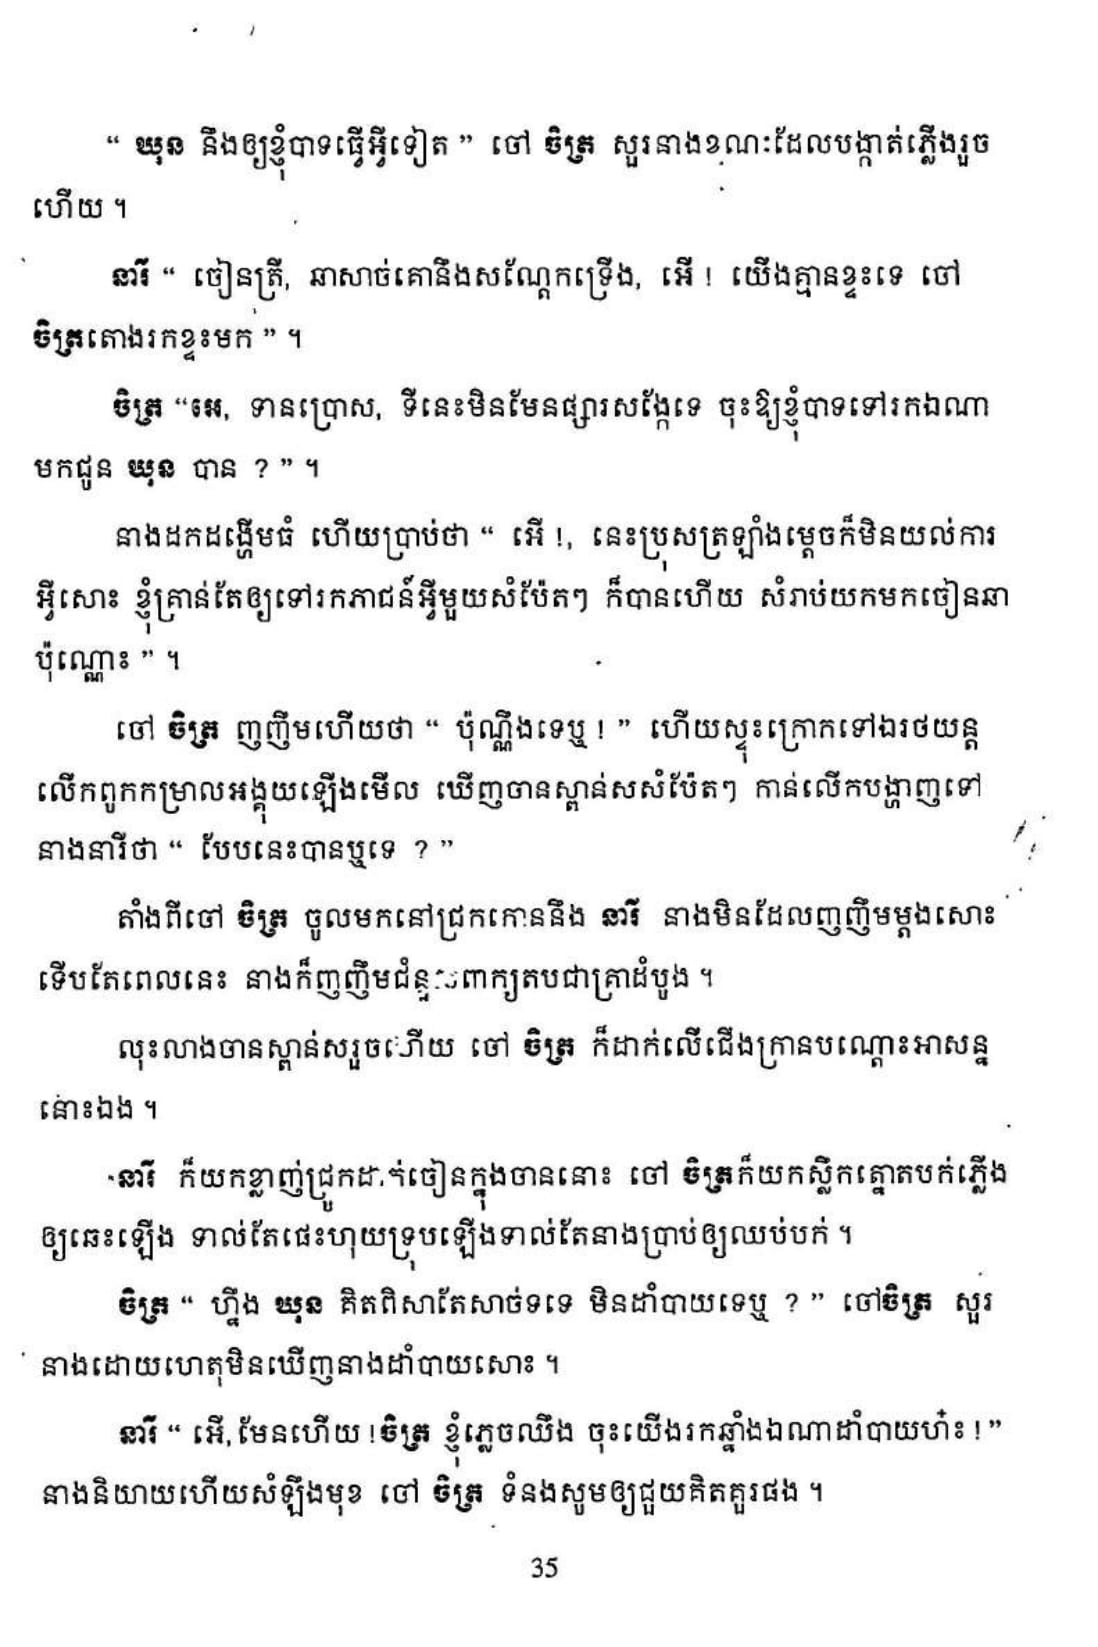 “ ឃុន នឹងឲ្យខ្ញុំបាទធ្វើអ្វីទៀត ” ចៅ ចិត្រ សួរនាងខណៈដែលបង្កាត់ភ្លើងរួច
ហើយ ។
នារី “ ចៀនត្រី, ឆាសាច់គោនឹងសណ្ដែកទ្រើង, អើ ! យើងគ្មានខ្ទះទេ ចៅ
ចិត្រតោងរកខ្ទះមក ” ។
ចិត្រ “អេ, ទានប្រោស, ទីនេះមិនមែនផ្សារសង្កែទេ ចុះឱ្យខ្ញុំបាទទៅរកឯណា
មកជូន ឃុន បាន ? ” ។
នាងដកដង្ហើមធំ ហើយប្រាប់ថា “ អើ !, នេះប្រុសត្រឡាំងម្ដេចក៏មិនយល់ការ
អ្វីសោះ ខ្ញុំគ្រាន់តែឲ្យទៅរកភាជន៍អ្វីមួយសំប៉ែតៗ ក៏បានហើយ សំរាប់យកមកចៀនឆា
ប៉ុណ្ណោះ ” ។
ចៅ ចិត្រ ញញឹមហើយថា “ ប៉ុណ្ណឹងទេឬ ! ” ហើយស្ទុះក្រោកទៅឯរថយន្ត
លើកពូកកម្រាលអង្គុយឡើងមើល ឃើញចានស្ពាន់សសំប៉ែតៗ កាន់លើកបង្ហាញទៅ
នាងនារីថា “ បែបនេះបានឬទេ ? ”
តាំងពីចៅ ចិត្រ ចូលមកនៅជ្រកកោននឹង នារី នាងមិនដែលញញឹមម្ដងសោះ
ទើបតែពេលនេះ នាងក៏ញញឹមជំនួសពាក្យតបជាគ្រាដំបូង ។
លុះលាងចានស្ពាន់សរួចហើយ ចៅ ចិត្រ ក៏ដាក់លើជើងក្រានបណ្ដោះអាសន្ន
នោះឯង ។
នារី ក៏យកខ្លាញ់ជ្រូកដាក់ចៀនក្នុងចាននោះ ចៅ ចិត្រក៏យកស្លឹកត្នោតបក់ភ្លើង
ឲ្យឆេះឡើង ទាល់តែផេះហុយទ្រុបឡើងទាល់តែនាងប្រាប់ឲ្យឈប់បក់ ។
ចិត្រ “ ហ្នឹង ឃុន គិតពិសាតែសាច់ទទេ មិនដាំបាយទេឬ ? ” ចៅចិត្រ សួរ
នាងដោយហេតុមិនឃើញនាងដាំបាយសោះ ។
នារី “ អើ, មែនហើយ !ចិត្រ ខ្ញុំភ្លេចឈឹង ចុះយើងរកឆ្នាំងឯណាដាំបាយហ៎ះ ! ”
នាងនិយាយហើយសំឡឹងមុខ ចៅ ចិត្រ ទំនងសូមឲ្យជួយគិតគួរផង ។
35